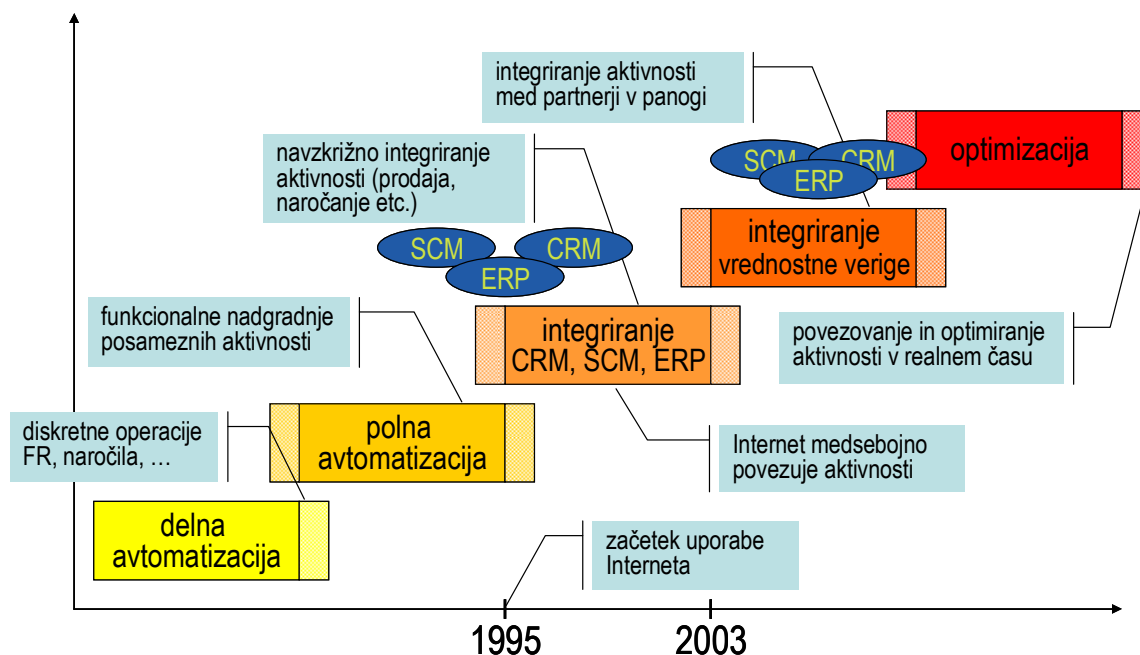 integriranje aktivnosti
med partnerji v panogi
optimizacija
SCM
CRM
ERP
navzkrižno integriranje
aktivnosti (prodaja,
naročanje etc.)
integriranje
vrednostne verige
SCM
CRM
ERP
funkcionalne nadgradnje
posameznih aktivnosti
integriranje
CRM, SCM, ERP
povezovanje in optimiranje
aktivnosti v realnem času
diskretne operacije
FR, naročila, …
polna
avtomatizacija
Internet medsebojno
povezuje aktivnosti
delna
avtomatizacija
začetek uporabe
Interneta
1995
2003